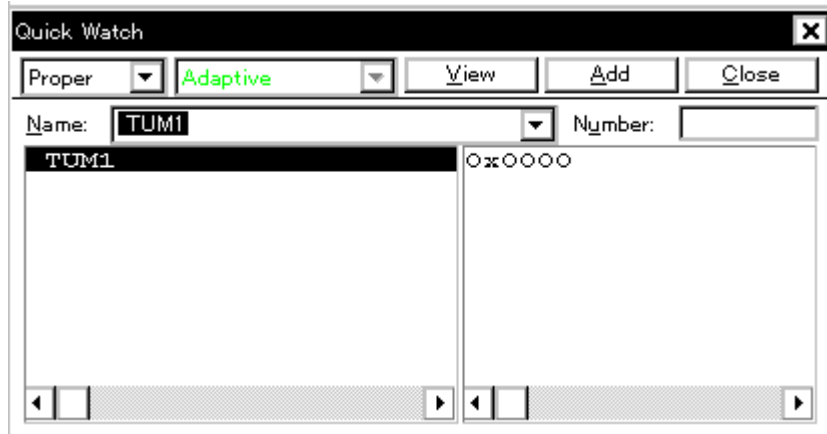 Quick Watch
Proper Adaptive View Add Close
Name: TUM1 Number:
TUM1 0x0000